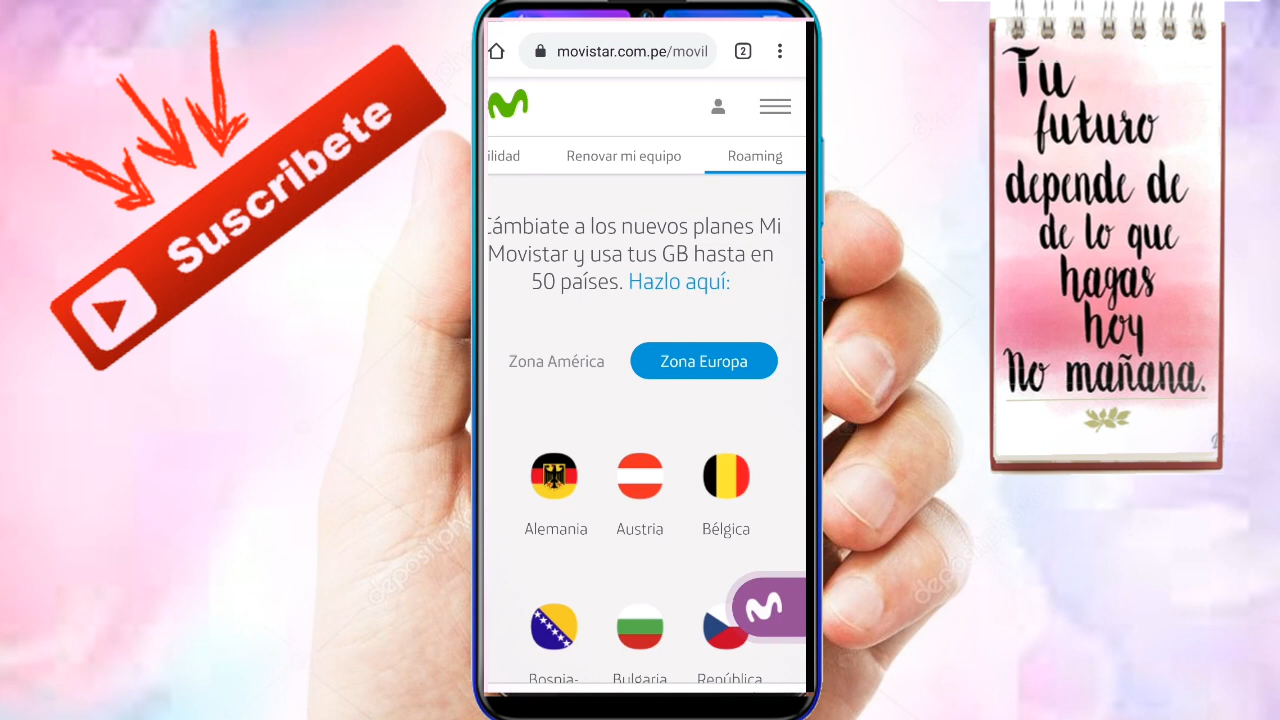 Suscribete
movistar.com.pe/movil
2
ilidad
Renovar mi equipo
Roaming
Cámbiate a los nuevos planes Mi
Movistar y usa tus GB hasta en
50 países. Hazlo aquí:
Zona América
Zona Europa
Alemania
Austria
Bélgica
Bosnia-
Bulgaria
República
Tu
futuro
depende de
de lo que
hagas
hoy
No mañana.